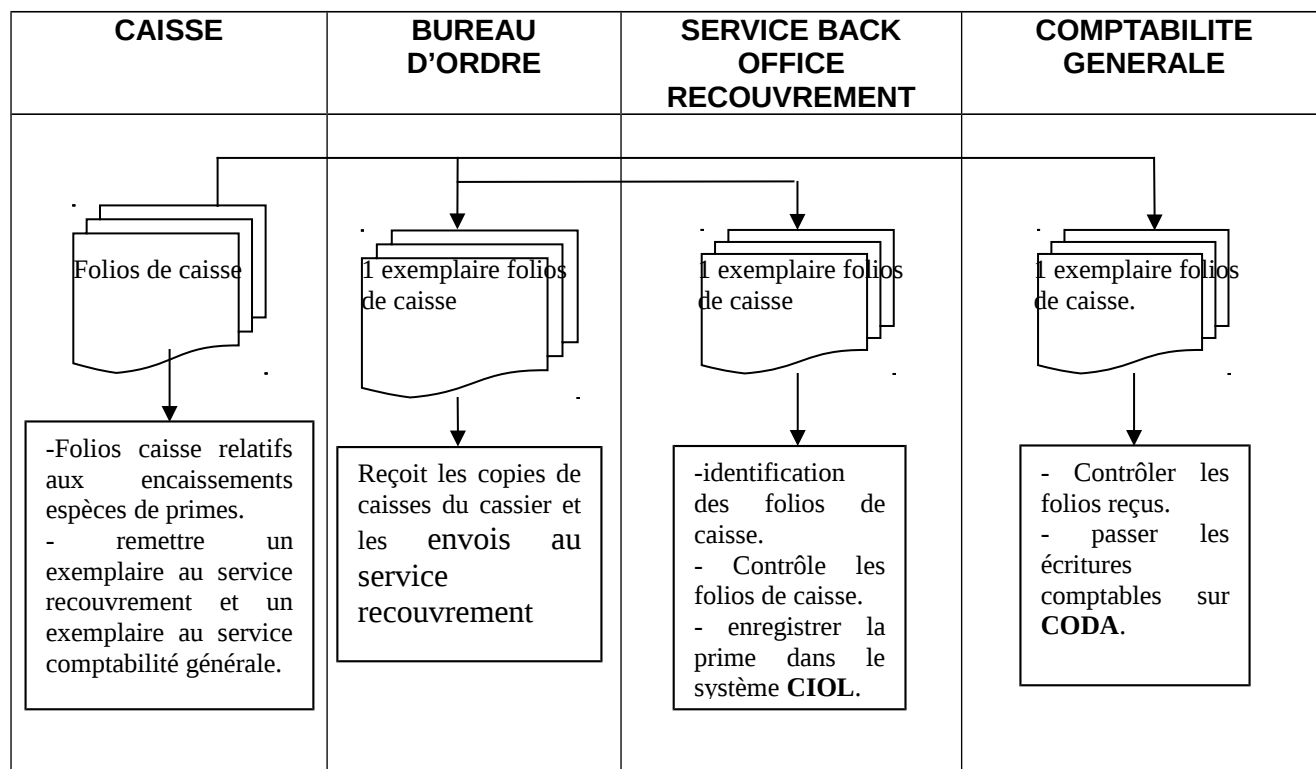 CAISSE
BUREAU
D’ORDRE
SERVICE BACK
OFFICE
RECOUVREMENT
COMPTABILITE
GENERALE
Folios de caisse
1 exemplaire folios
de caisse
1 exemplaire folios
de caisse
1 exemplaire folios
de caisse.
-Folios caisse relatifs
aux encaissements
espèces de primes.
- remettre un
exemplaire au service
recouvrement et un
exemplaire au service
comptabilité générale.
Reçoit les copies de
caisses du cassier et
les envois au
service
recouvrement
-identification
des folios de
caisse.
- Contrôle les
folios de caisse.
- enregistrer la
prime dans le
système CIOL.
- Contrôler les
folios reçus.
- passer les
écritures
comptables sur
CODA.